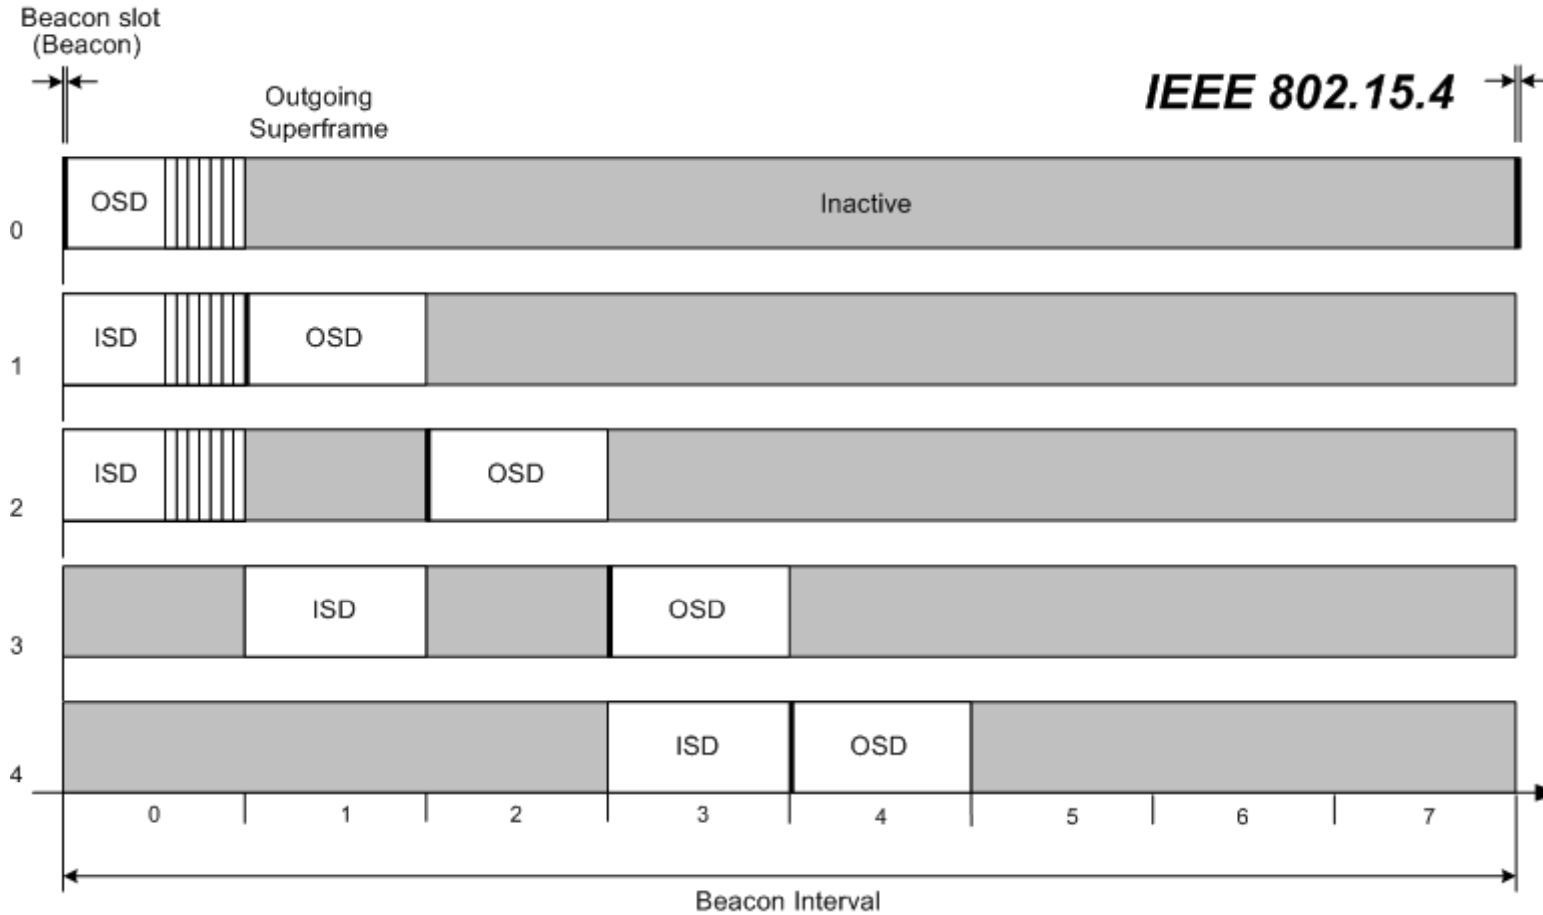 Beacon slot
(Beacon)
IEEE 802.15.4
Outgoing
Superframe
0
OSD
Inactive
1
ISD
OSD
2
ISD
OSD
3
ISD
OSD
4
ISD
OSD
0 1 2 3 4 5 6 7
Beacon Interval